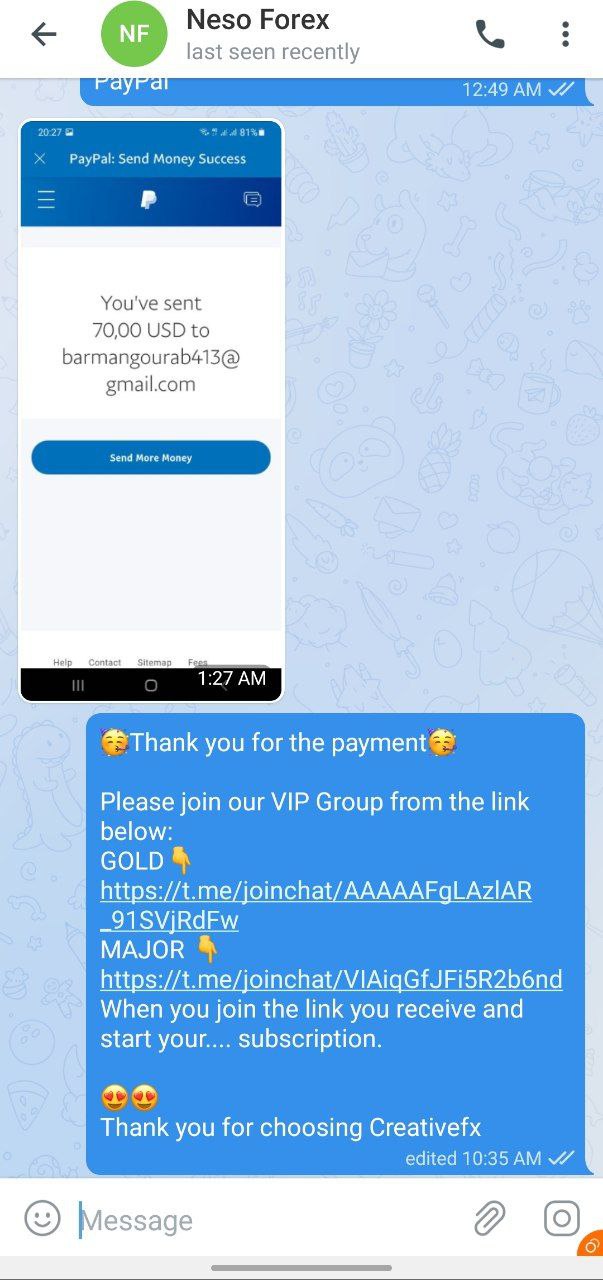 NF
Neso Forex
last seen recently
PayPal
12:49 AM
20:27
81%
PayPal: Send Money Success
You've sent
70,00 USD to
barmangourab413@
gmail.com
Send More Money
Help Contact Sitemap Fees
1:27 AM
🥳Thank you for the payment🥳
Please join our VIP Group from the link
below:
GOLD👇
https://t.me/joinchat/AAAAAFgLAzlAR
_91SVjRdFw
MAJOR 👇
https://t.me/joinchat/VIAiqGfJFi5R2b6nd
When you join the link you receive and
start your.... subscription.
😍😍
Thank you for choosing Creativefx
edited 10:35 AM
Message